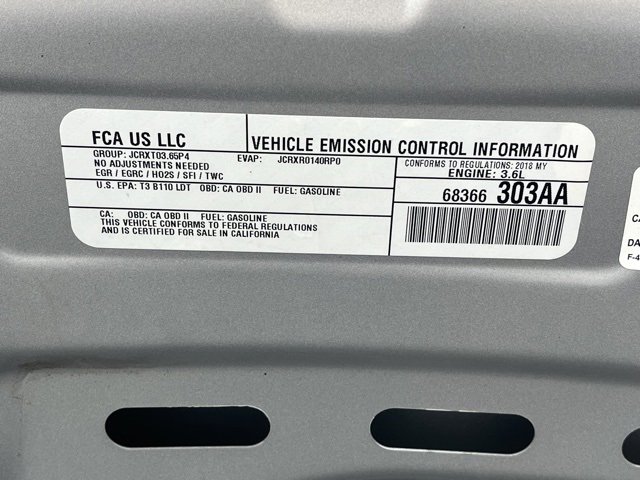 FCA US LLC
VEHICLE EMISSION CONTROL INFORMATION
GROUP: JCRXT03.65P4 EVAP: JCRXR0140RP0
NO ADJUSTMENTS NEEDED
EGR / EGRC / HO2S / SFI / TWC
CONFORMS TO REGULATIONS: 2018 MY
ENGINE: 3.6L
U.S. EPA: T3 B110 LDT OBD: CA OBD II FUEL: GASOLINE
68366 303AA
CA: OBD: CA OBD II FUEL: GASOLINE
THIS VEHICLE CONFORMS TO FEDERAL REGULATIONS
AND IS CERTIFIED FOR SALE IN CALIFORNIA
CA
DA
F-4